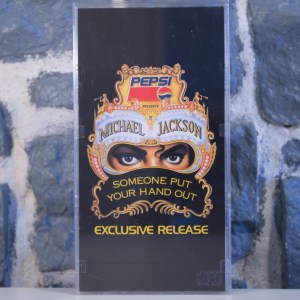 PEPSI
PRESENTS
MICHAEL JACKSON
SOMEONE PUT
YOUR HAND OUT
EXCLUSIVE RELEASE